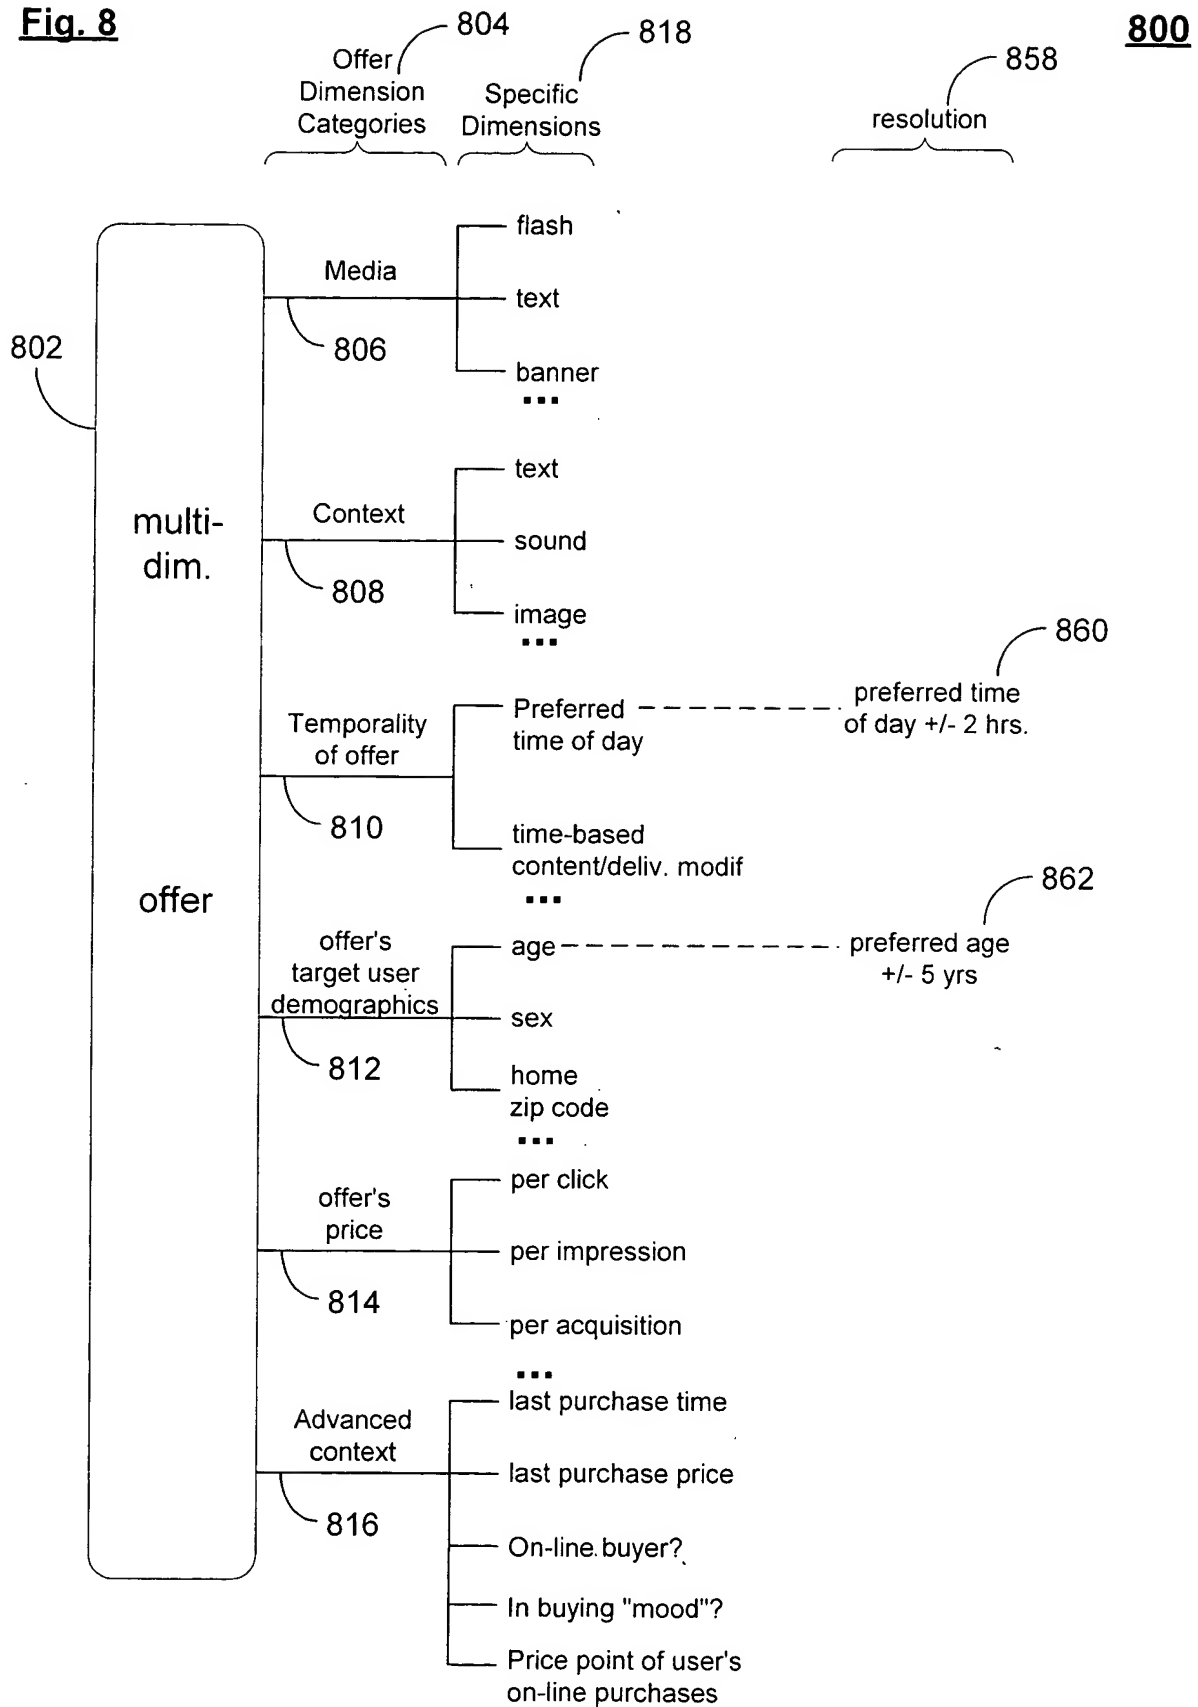 Fig. 8
804
818
800
858
Offer
Dimension
Categories
Specific
Dimensions
resolution
802
multi-
dim.
offer
Media
806
flash
text
banner
...
Context
808
text
sound
image
...
860
Temporality
of offer
810
Preferred
time of day
preferred time
of day +/- 2 hrs.
time-based
content/deliv. modif
...
862
offer's
target user
demographics
812
age
preferred age
+/- 5 yrs
sex
home
zip code
...
offer's
price
814
per click
per impression
per acquisition
...
Advanced
context
816
last purchase time
last purchase price
On-line buyer?
In buying "mood"?
Price point of user's
on-line purchases